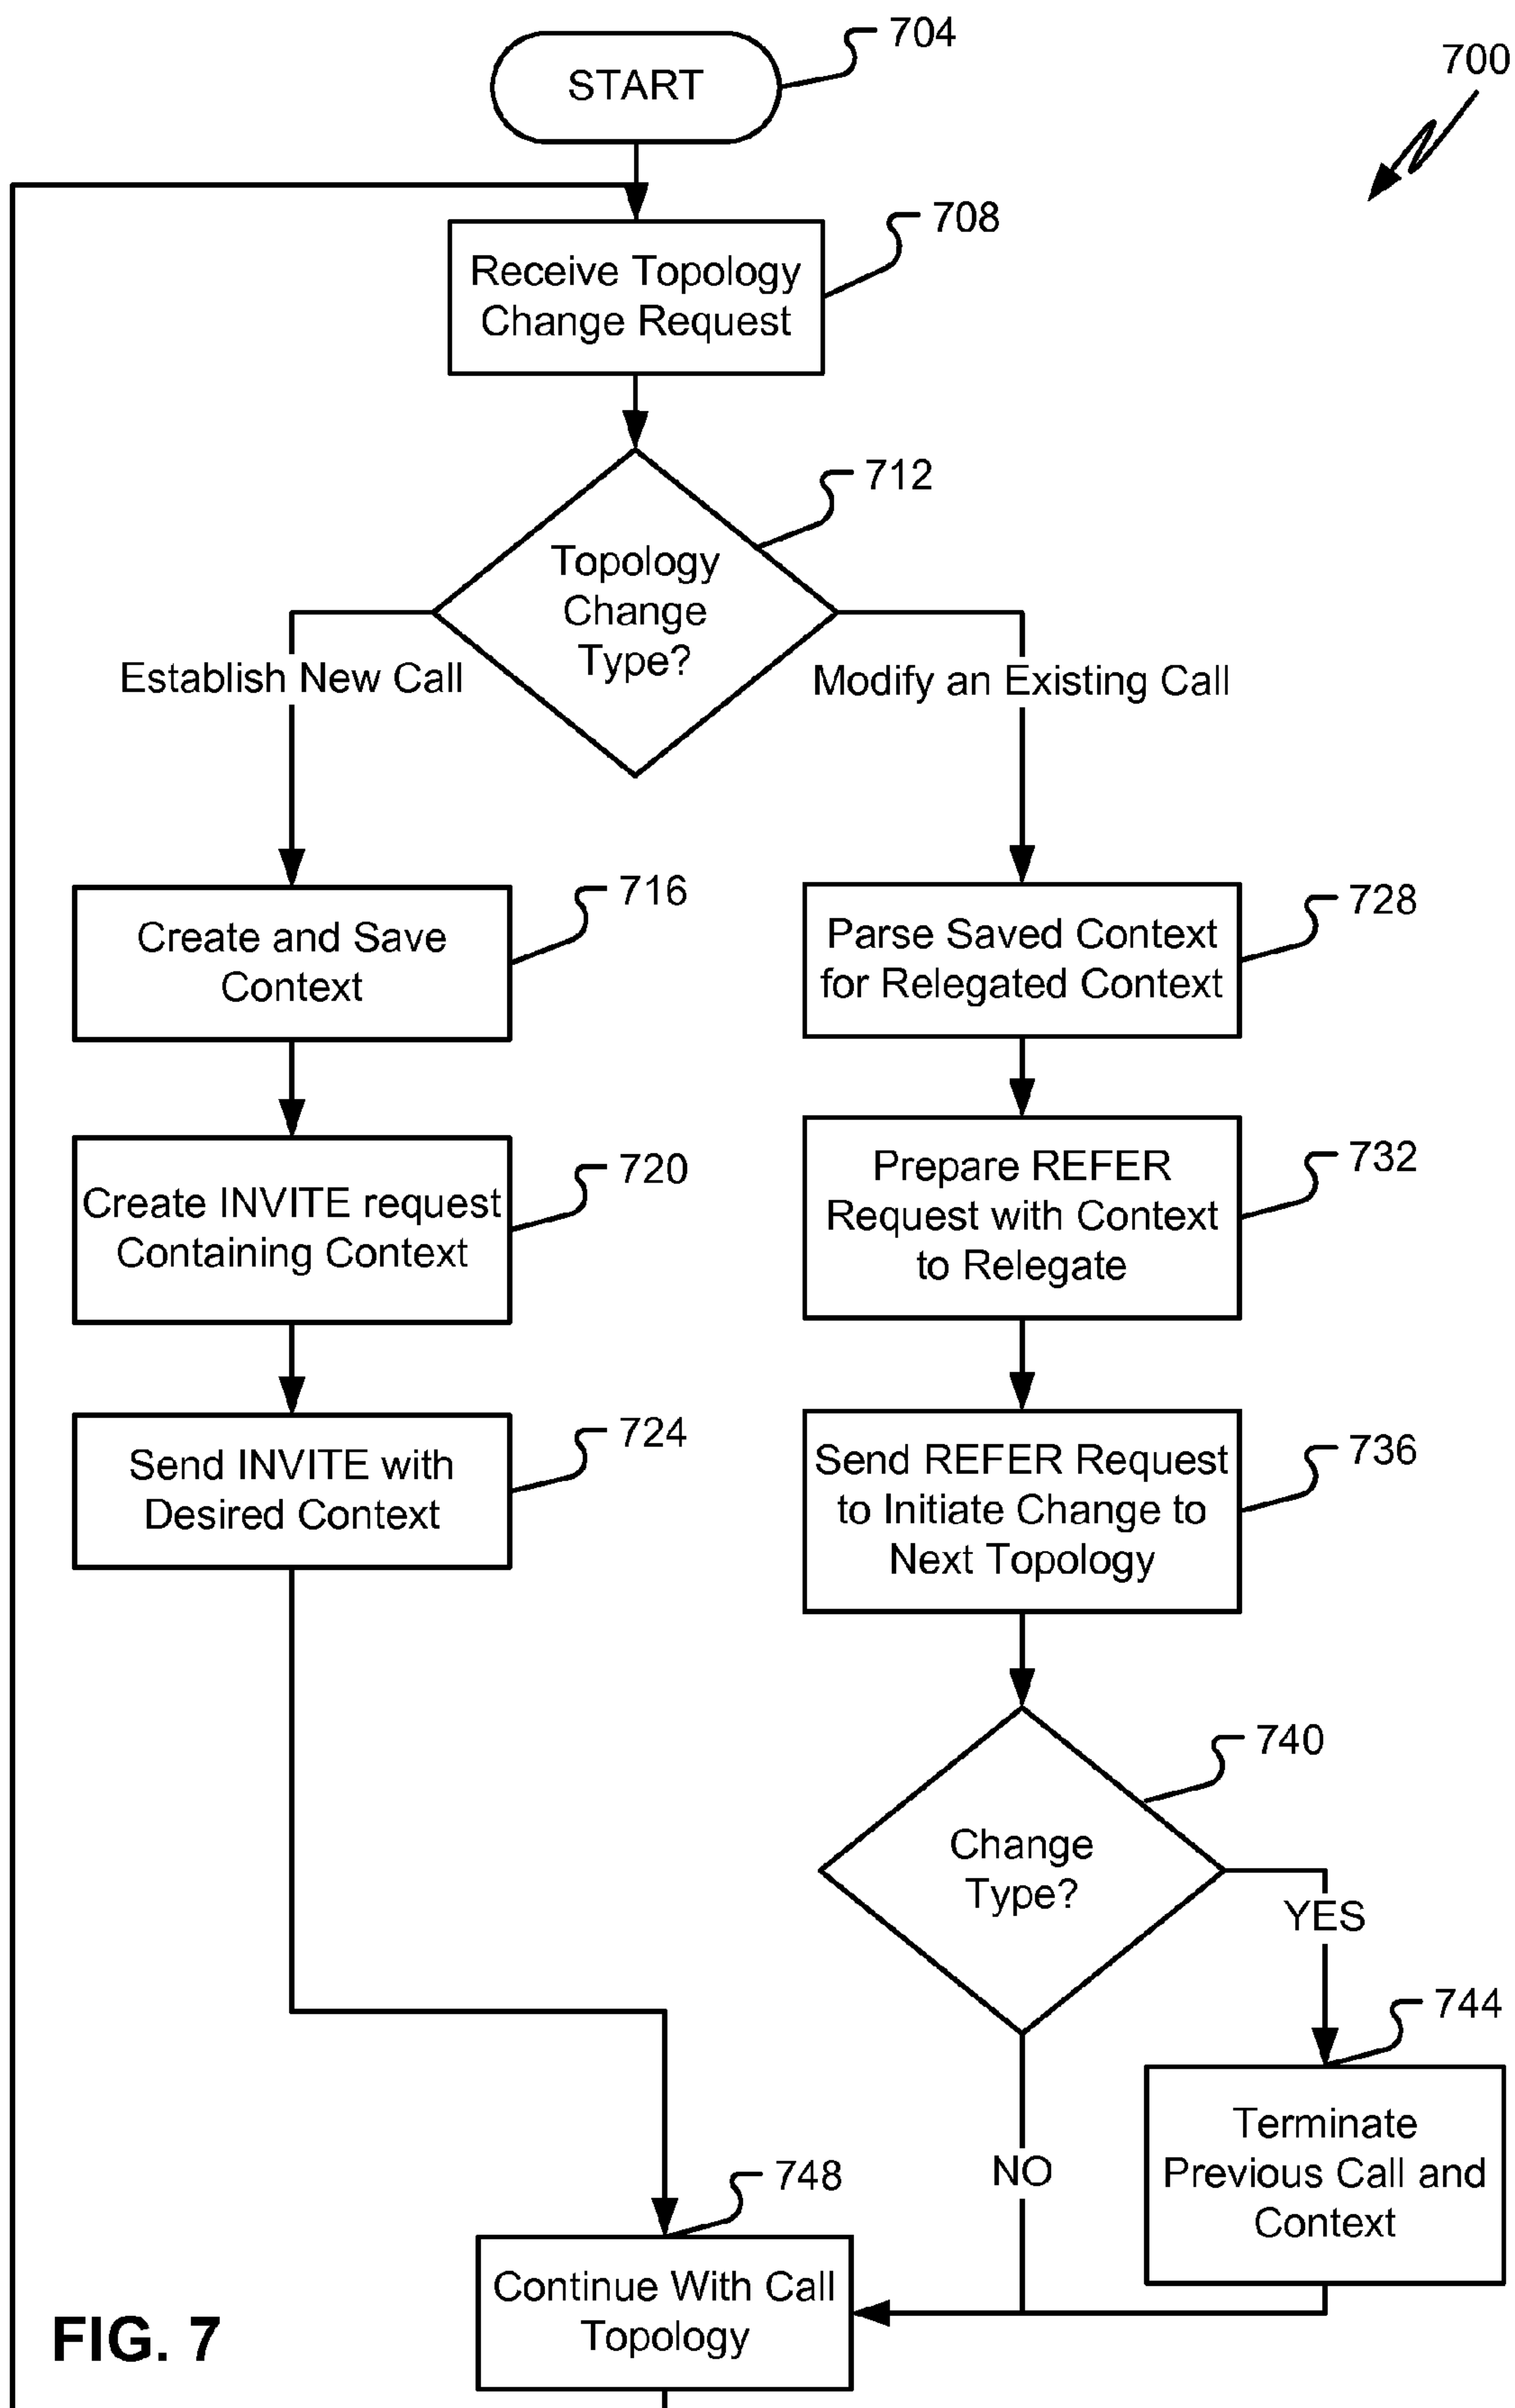 704
START
700
708
Receive Topology
Change Request
712
Topology
Change
Type?
Establish New Call
Modify an Existing Call
716
Create and Save
Context
728
Parse Saved Context
for Relegated Context
720
Create INVITE request
Containing Context
732
Prepare REFER
Request with Context
to Relegate
724
Send INVITE with
Desired Context
736
Send REFER Request
to Initiate Change to
Next Topology
740
Change
Type?
YES
744
Terminate
Previous Call and
Context
NO
748
Continue With Call
Topology
FIG. 7